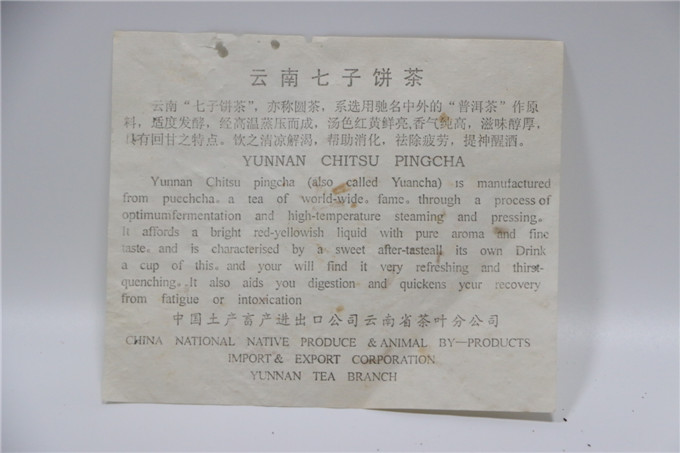 云南七子饼茶
云南“七子饼茶”，亦称圆茶，系选用驰名中外的“普洱茶”作原
料，适度发酵，经高温蒸压而成，汤色红黄鲜亮,香气纯高，滋味醇厚，
具有回甘之特点。饮之清凉解渴，帮助消化，祛除疲劳，提神醒酒。
YUNNAN CHITSU PINGCHA
Yunnan Chitsu pingcha (also called Yuancha) is manufactured
from puechcha。a tea of world-wide。fame。through a process of
optimumfermentation and high-temperature steaming and pressing。
It affords a bright red-yellowish liquid with pure aroma and fine
taste。and is characterised by a sweet after-tasteall its own Drink
a cup of this。and your will find it very refreshing and thirst-
quenching。.It also aids you digestion and quickens your recovery
from fatigue or intoxication
中国土产畜产进出口公司云南省茶叶分公司
CHINA NATIONAL NATIVE PRODUCE & ANIMAL BY—PRODUCTS
IMPORT & EXPORT CORPORATION
YUNNAN TEA BRANCH